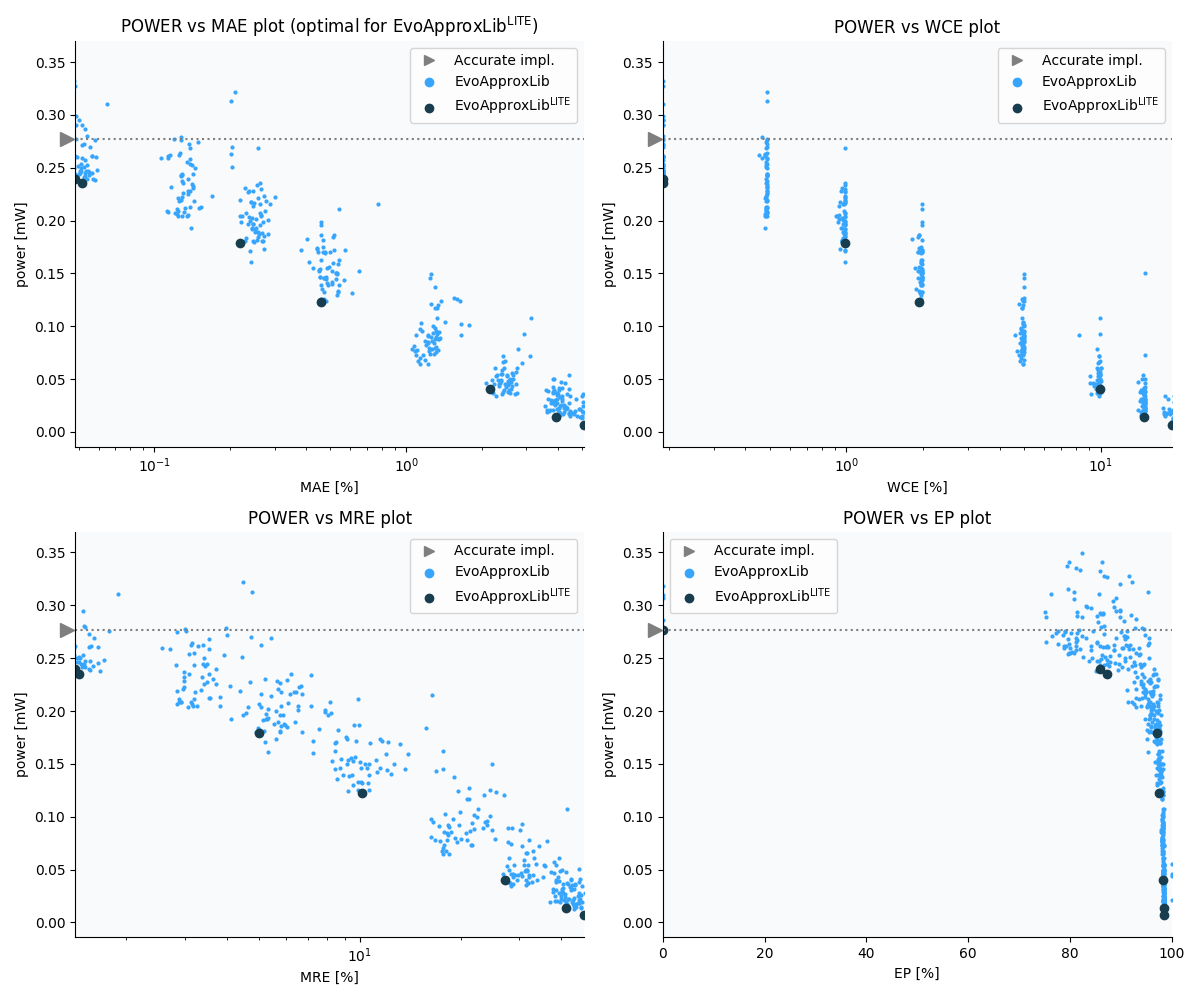 POWER vs MAE plot (optimal for EvoApproxLib^LITE)
0.35
0.30
0.25
0.20
0.15
0.10
0.05
0.00
power [mW]
Accurate impl.
EvoApproxLib
EvoApproxLib^LITE
10^−1
10^0
MAE [%]
POWER vs WCE plot
0.35
0.30
0.25
0.20
0.15
0.10
0.05
0.00
power [mW]
Accurate impl.
EvoApproxLib
EvoApproxLib^LITE
10^0
10^1
WCE [%]
POWER vs MRE plot
0.35
0.30
0.25
0.20
0.15
0.10
0.05
0.00
power [mW]
Accurate impl.
EvoApproxLib
EvoApproxLib^LITE
10^1
MRE [%]
POWER vs EP plot
0.35
0.30
0.25
0.20
0.15
0.10
0.05
0.00
power [mW]
Accurate impl.
EvoApproxLib
EvoApproxLib^LITE
0 20 40 60 80 100
EP [%]